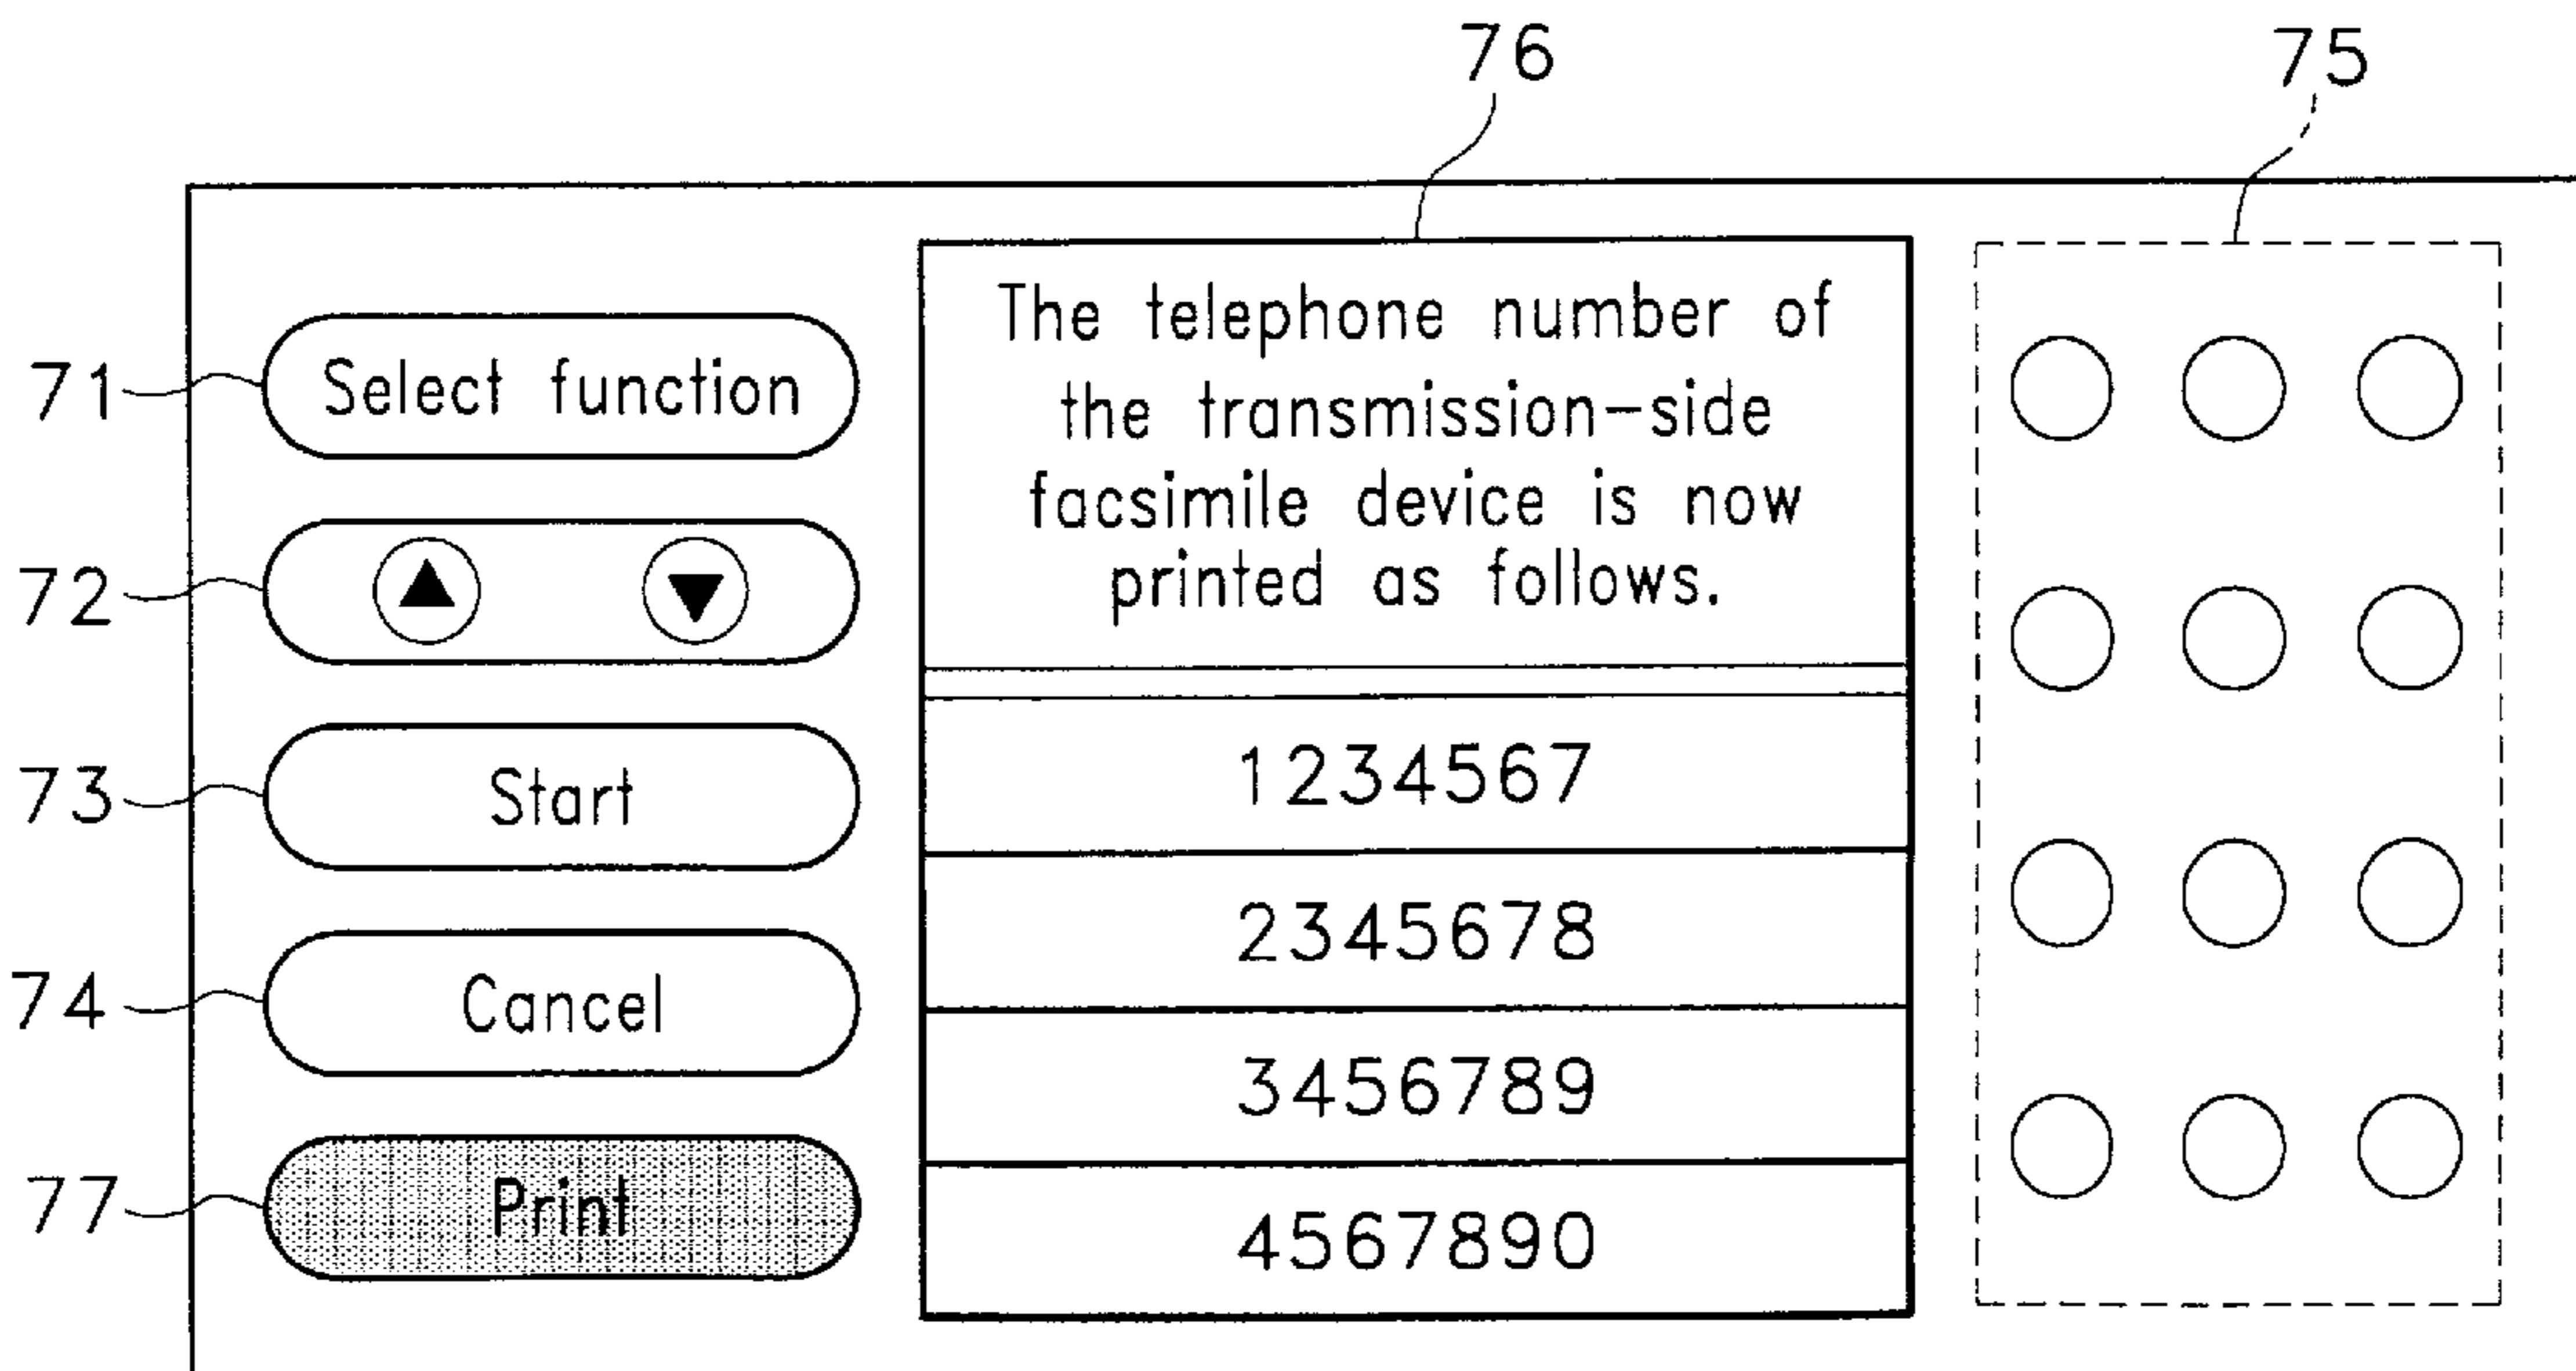 76
75
71
Select function
72
73
Start
74
Cancel
77
Print
The telephone number of
the transmission-side
facsimile device is now
printed as follows.
1234567
2345678
3456789
4567890